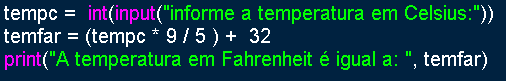 tempc =  int(input("informe a temperatura em Celsius:"))
temfar = (tempc * 9 / 5 ) +  32
print("A temperatura em Fahrenheit é igual a: ", temfar)